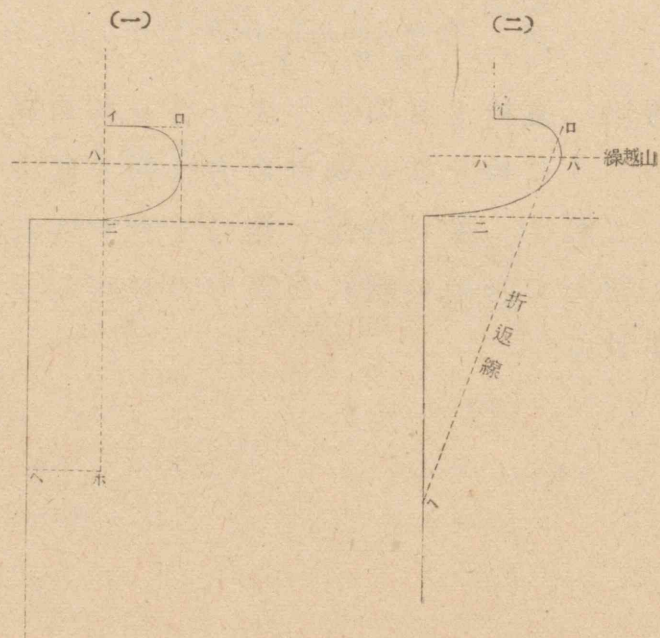 (一)
イ ロ
ハ
ニ
ヘ ホ
(二)
イ
ロ
ハ ハ 繰越山
ニ
折返線
ヘ